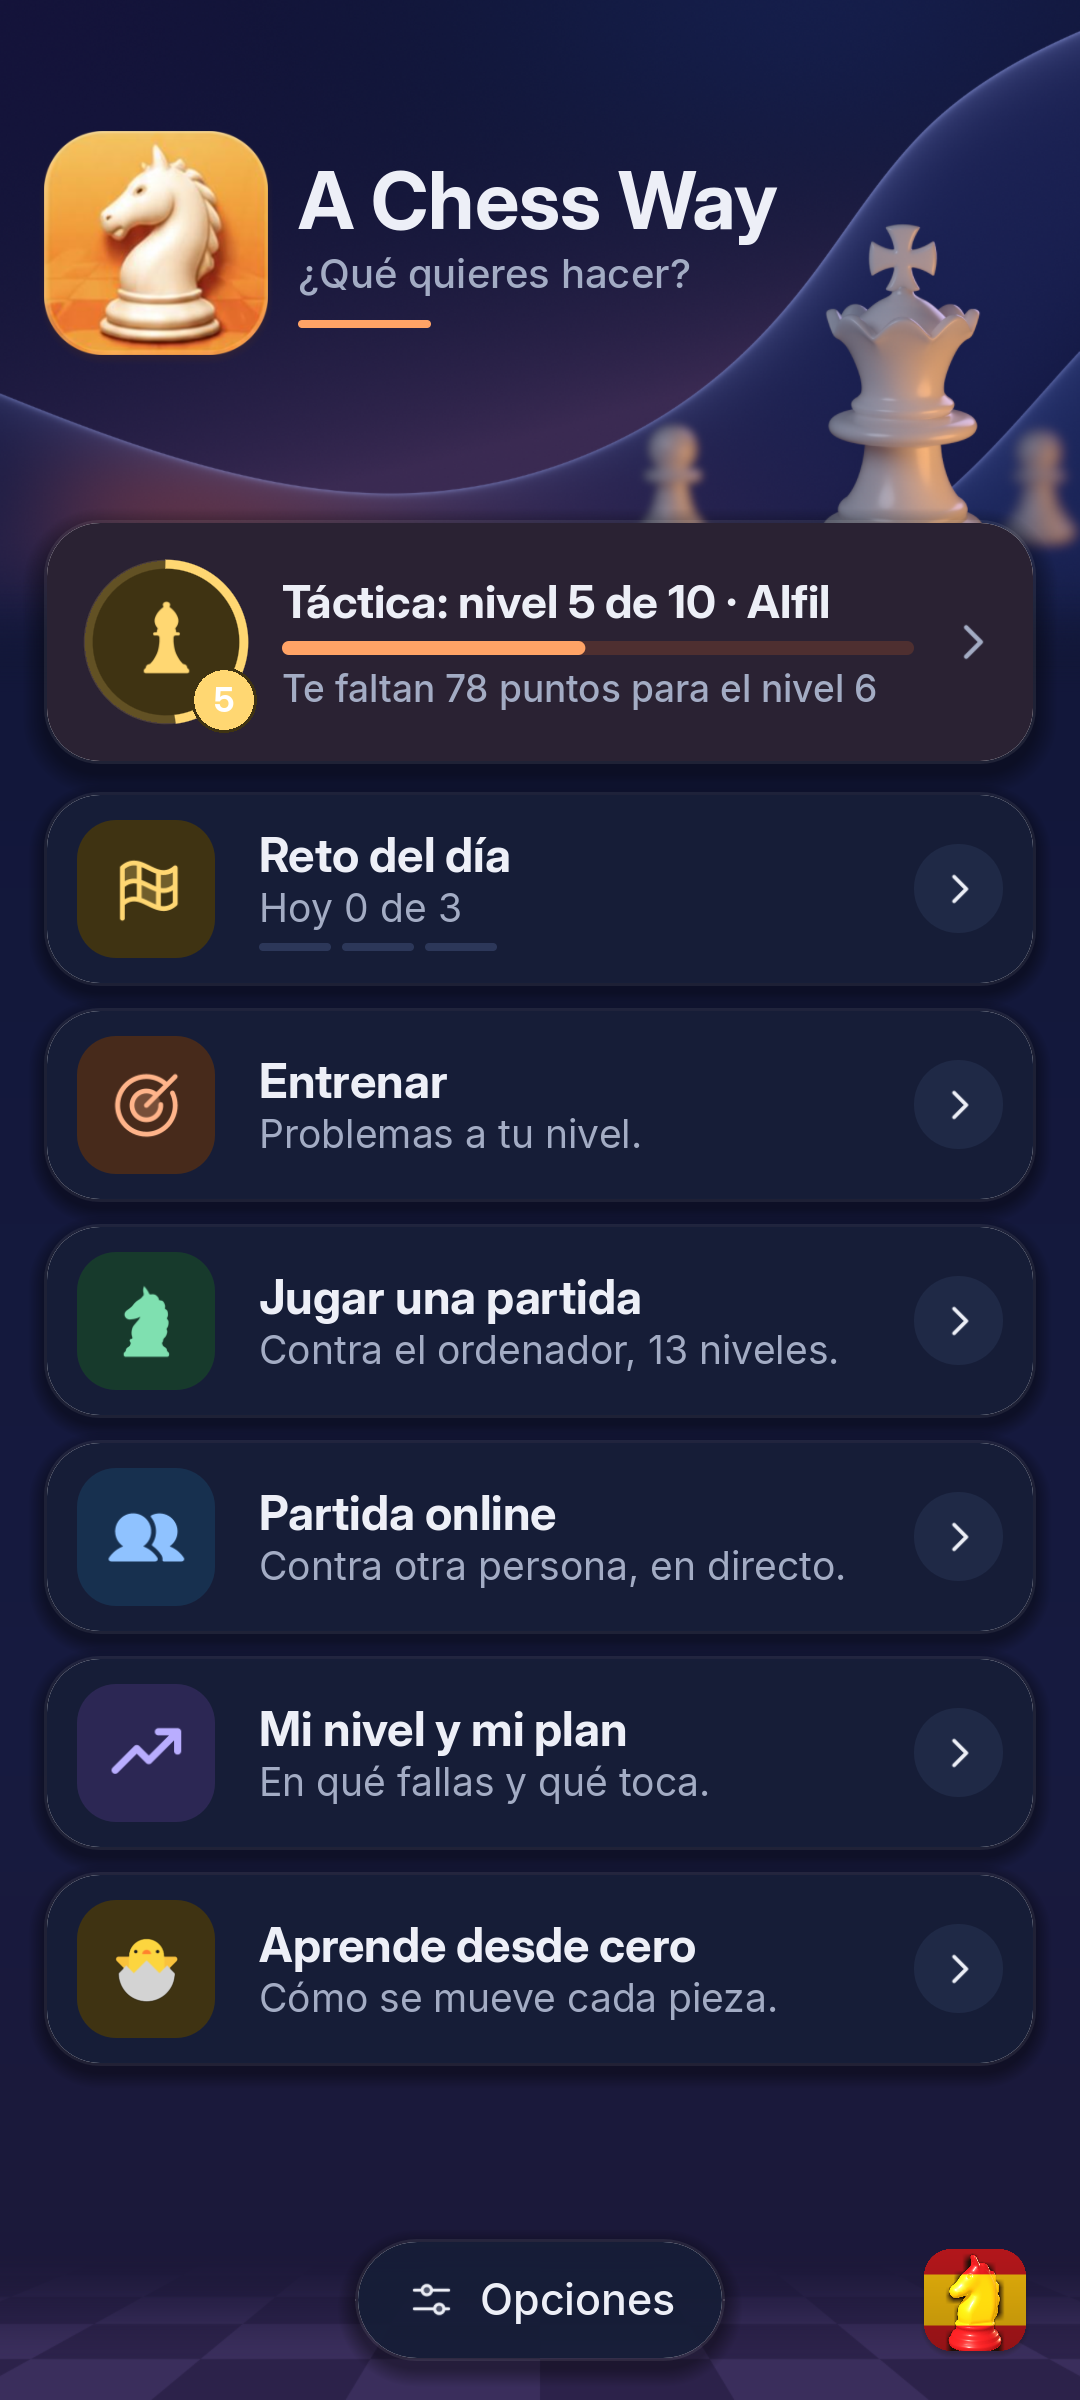 A Chess Way
¿Qué quieres hacer?
Táctica: nivel 5 de 10 · Alfil
5
Te faltan 78 puntos para el nivel 6
Reto del día
Hoy 0 de 3
Entrenar
Problemas a tu nivel.
Jugar una partida
Contra el ordenador, 13 niveles.
Partida online
Contra otra persona, en directo.
Mi nivel y mi plan
En qué fallas y qué toca.
Aprende desde cero
Cómo se mueve cada pieza.
Opciones